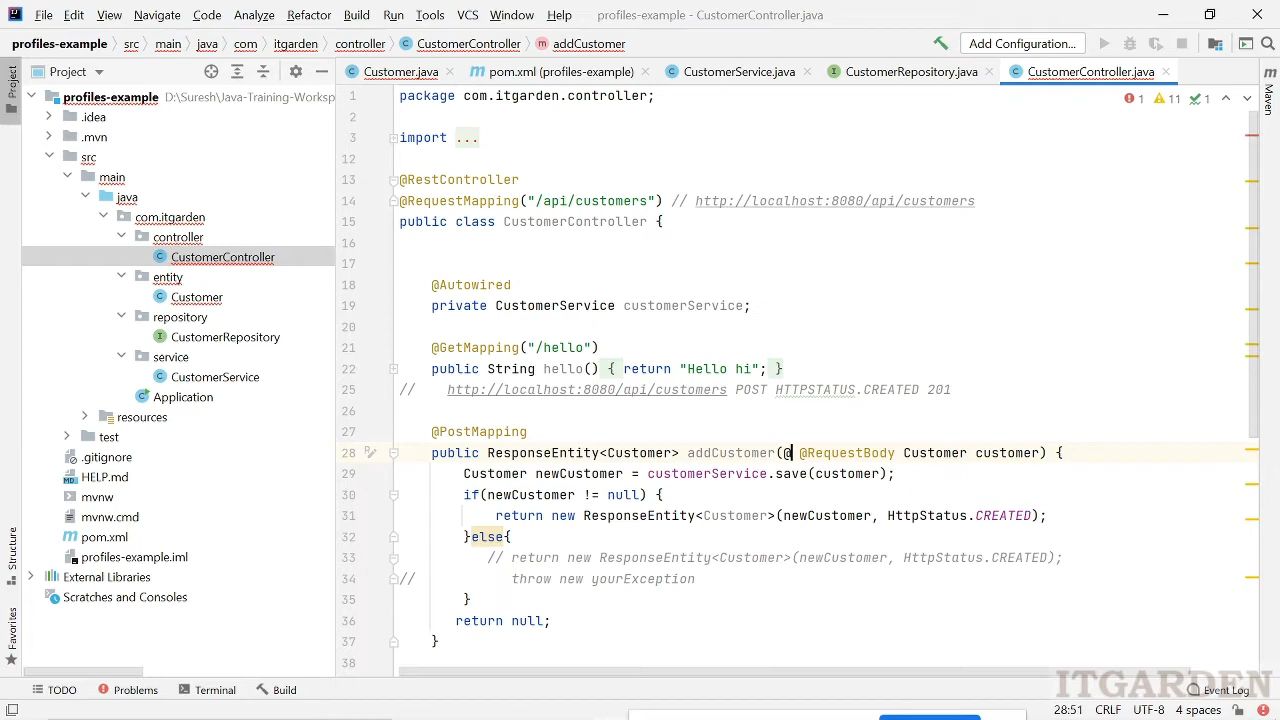 File Edit View Navigate Code Analyze Refactor Build Run Tools VCS Window Help profiles-example - CustomerController.java
profiles-example src main java com itgarden controller CustomerController addCustomer Add Configuration...
Project Customer.java pom.xml (profiles-example) CustomerService.java CustomerRepository.java CustomerController.java
Project
Maven
Structure
Favorites
profiles-example D:\Suresh\Java-Training-Worksp
.idea
.mvn
src
main
java
com.itgarden
controller
CustomerController
entity
Customer
repository
CustomerRepository
service
CustomerService
Application
resources
test
.gitignore
HELP.md
mvnw
mvnw.cmd
pom.xml
profiles-example.iml
External Libraries
Scratches and Consoles
1 11 1
1 package com.itgarden.controller;
2
3 import ...
12
13 @RestController
14 @RequestMapping("/api/customers") // http://localhost:8080/api/customers
15 public class CustomerController {
16
17
18 @Autowired
19 private CustomerService customerService;
20
21 @GetMapping("/hello")
22 public String hello() { return "Hello hi"; }
25 // http://localhost:8080/api/customers POST HTTPSTATUS.CREATED 201
26
27 @PostMapping
28 public ResponseEntity<Customer> addCustomer(@ @RequestBody Customer customer) {
29 Customer newCustomer = customerService.save(customer);
30 if(newCustomer != null) {
31 return new ResponseEntity<Customer>(newCustomer, HttpStatus.CREATED);
32 }else{
33 // return new ResponseEntity<Customer>(newCustomer, HttpStatus.CREATED);
34 // throw new yourException
35 }
36 return null;
37 }
38
ITGARDEN
TODO Problems Terminal Build Event Log
28:51 CRLF UTF-8 4 spaces